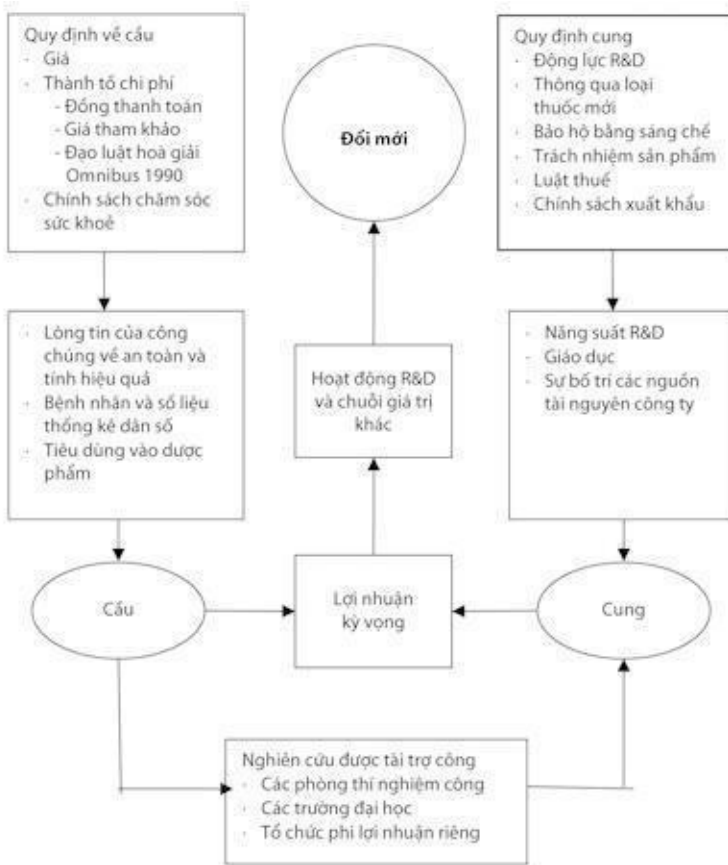 Quy định về cầu
· Giá
· Thành tố chi phí
- Đồng thanh toán
- Giá tham khảo
- Đạo luật hoà giải
Omnibus 1990
· Chính sách chăm sóc
sức khoẻ
Đổi mới
Quy định cung
· Động lực R&D
· Thông qua loại
thuốc mới
· Bảo hộ bằng sáng chế
· Trách nhiệm sản phẩm
· Luật thuế
· Chính sách xuất khẩu
· Lòng tin của công
chúng về an toàn và
tính hiệu quả
· Bệnh nhân và số liệu
thống kê dân số
· Tiêu dùng vào dược
phẩm
Hoạt động R&D
và chuỗi giá trị
khác
· Năng suất R&D
· Giáo dục
· Sự bố trí các nguồn
tài nguyên công ty
Cầu
Lợi nhuận
kỳ vọng
Cung
Nghiên cứu được tài trợ công
· Các phòng thí nghiệm công
· Các trường đại học
· Tổ chức phi lợi nhuận riêng